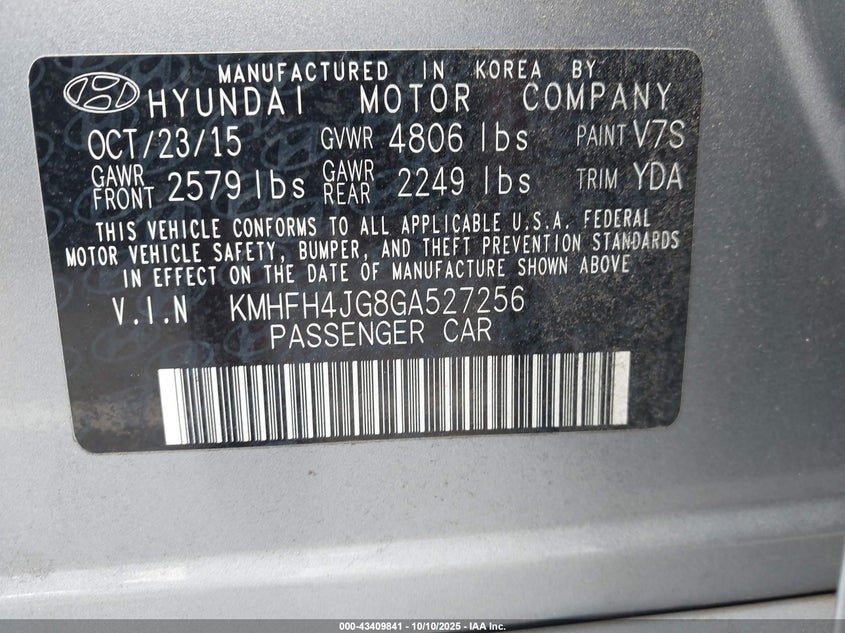 MANUFACTURED IN KOREA BY
HYUNDAI MOTOR COMPANY
OCT/23/15 GVWR 4806 lbs PAINT V7S
GAWR FRONT 2579 lbs GAWR REAR 2249 lbs TRIM YDA
THIS VEHICLE CONFORMS TO ALL APPLICABLE U.S.A. FEDERAL
MOTOR VEHICLE SAFETY, BUMPER, AND THEFT PREVENTION STANDARDS
IN EFFECT ON THE DATE OF MANUFACTURE SHOWN ABOVE
V.I.N KMHFH4JG8GA527256
PASSENGER CAR
000-43409841 - 10/10/2025 - IAA Inc.